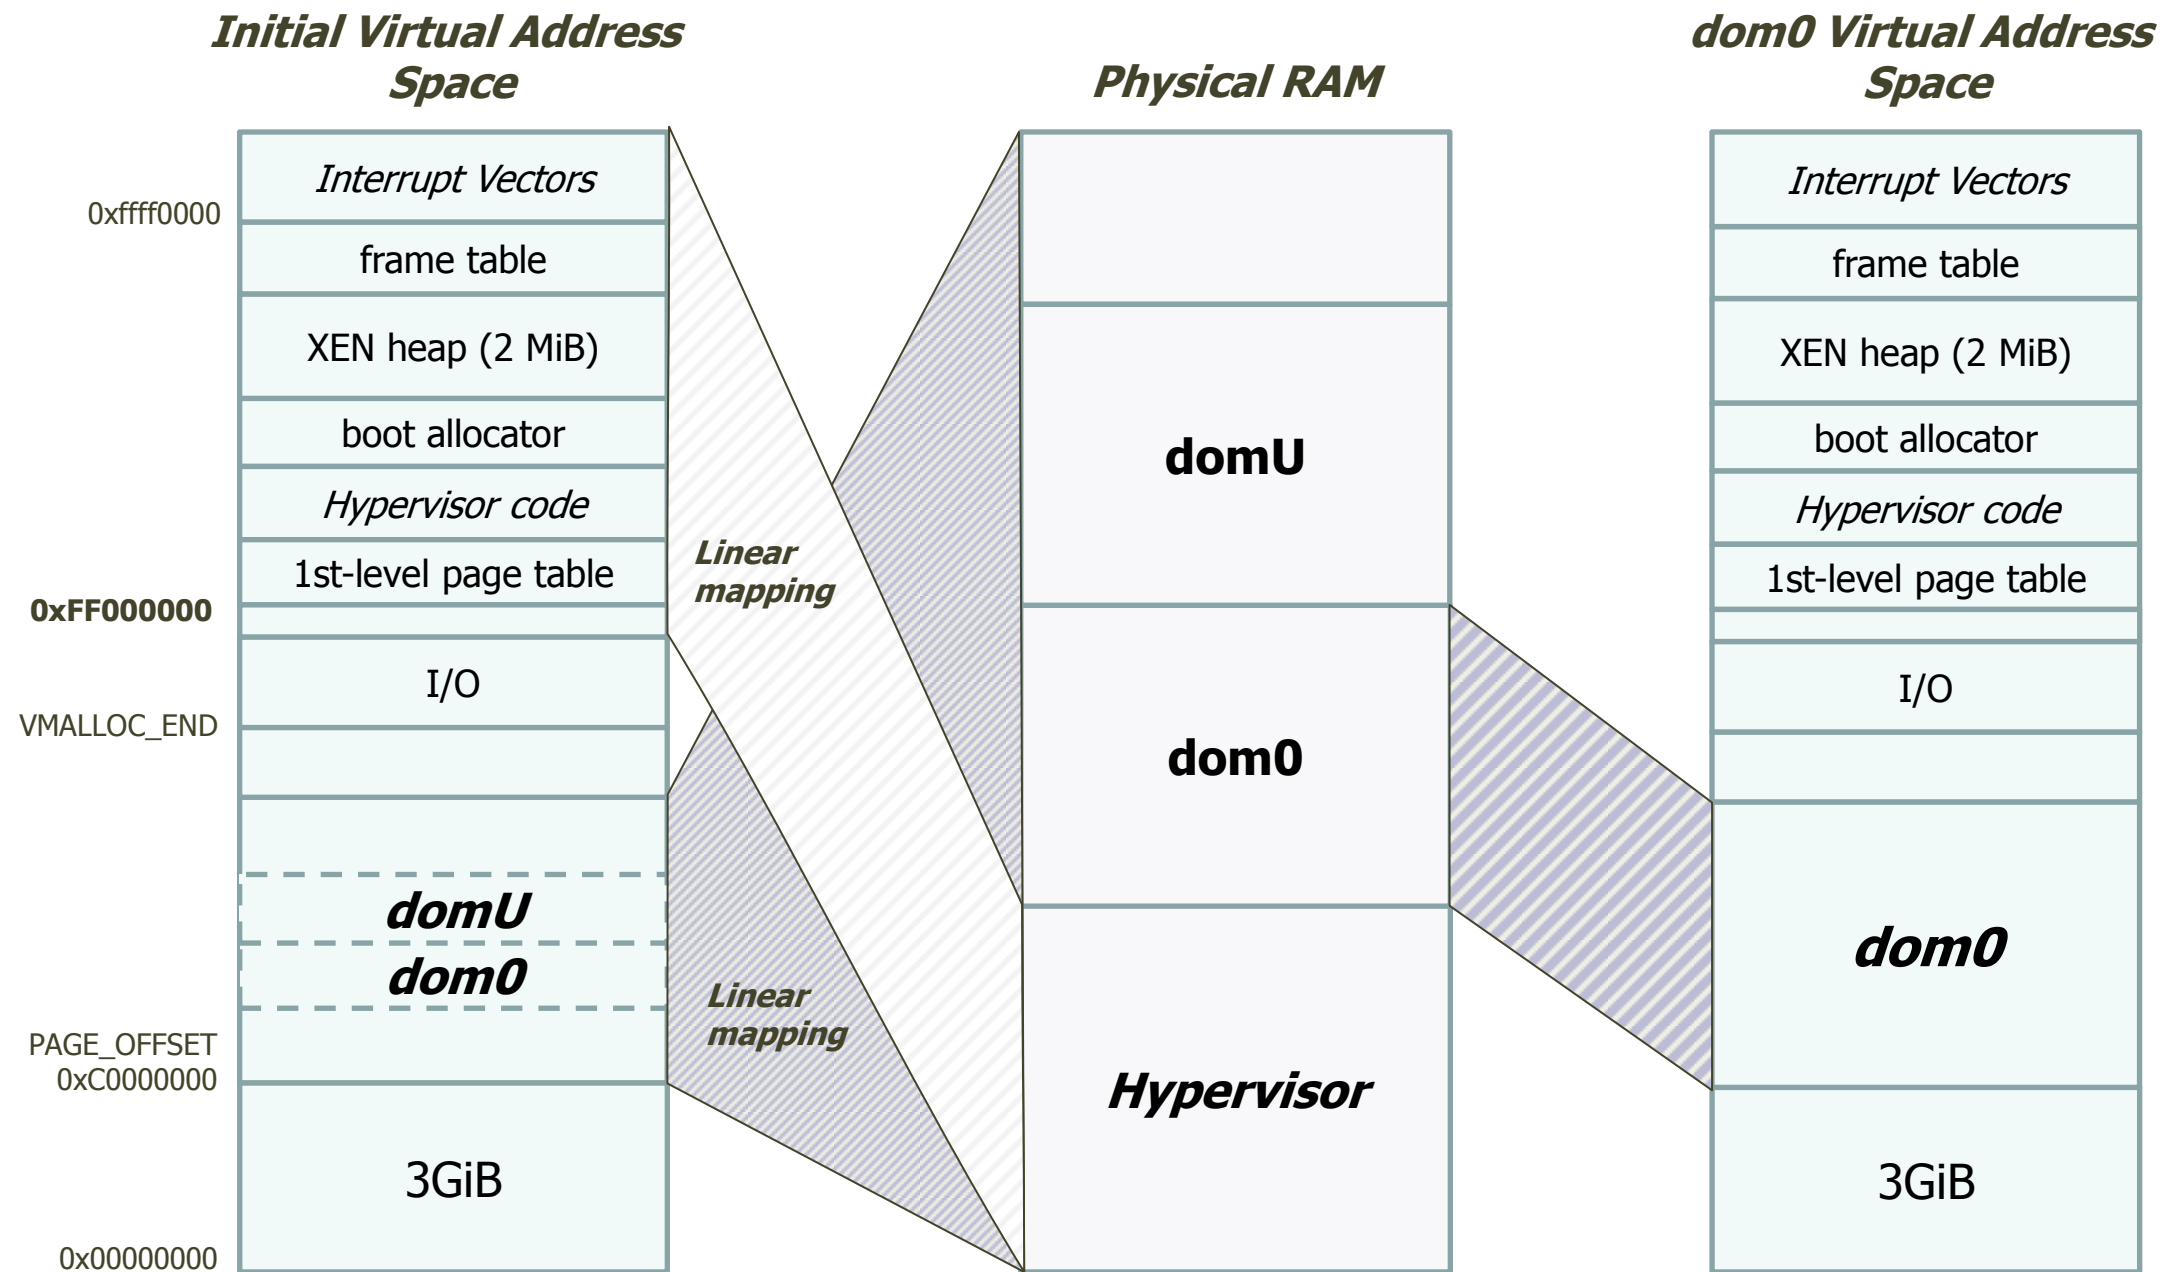 Initial Virtual Address
Space
Physical RAM
dom0 Virtual Address
Space
Interrupt Vectors
0xffff0000
frame table
XEN heap (2 MiB)
boot allocator
Hypervisor code
1st-level page table
0xFF000000
I/O
VMALLOC_END
domU
dom0
PAGE_OFFSET
0xC0000000
3GiB
0x00000000
Linear
mapping
Linear
mapping
domU
dom0
Hypervisor
Interrupt Vectors
frame table
XEN heap (2 MiB)
boot allocator
Hypervisor code
1st-level page table
I/O
dom0
3GiB